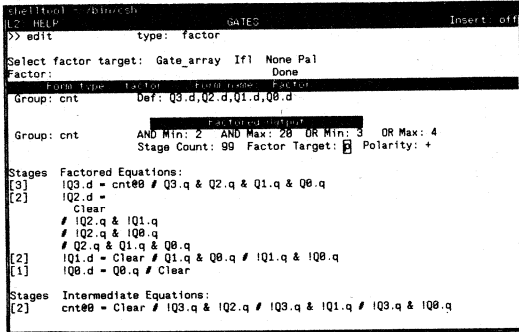 shelltool - /bin/csh
L2: HELP GATES Insert: off
>> edit type: factor
Select factor target: Gate_array Ifl None Pal
Factor: Done
Form type: factor Form name: Factor
Group: cnt Def: Q3.d,Q2.d,Q1.d,Q0.d
Factored output
Group: cnt AND Min: 2 AND Max: 20 OR Min: 3 OR Max: 4
Stage Count: 99 Factor Target: p Polarity: +
Stages Factored Equations:
[3] !Q3.d = cnt@0 # Q3.q & Q2.q & Q1.q & Q0.q
[2] !Q2.d =
Clear
# !Q2.q & !Q1.q
# !Q2.q & !Q0.q
# Q2.q & Q1.q & Q0.q
[2] !Q1.d = Clear # Q1.q & Q0.q # !Q1.q & !Q0.q
[1] !Q0.d = Q0.q # Clear
Stages Intermediate Equations:
[2] cnt@0 = Clear # !Q3.q & !Q2.q # !Q3.q & !Q1.q # !Q3.q & !Q0.q